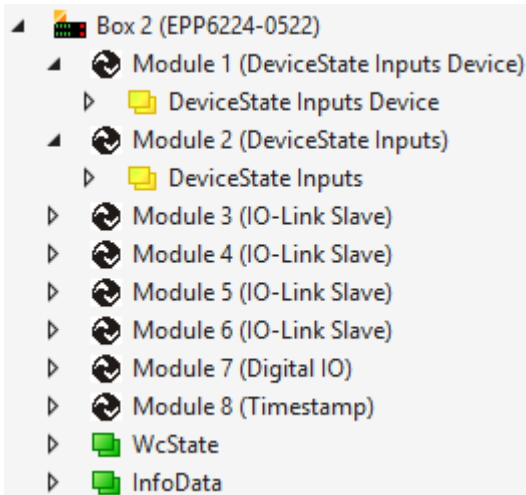 Box 2 (EPP6224-0522)
Module 1 (DeviceState Inputs Device)
DeviceState Inputs Device
Module 2 (DeviceState Inputs)
DeviceState Inputs
Module 3 (IO-Link Slave)
Module 4 (IO-Link Slave)
Module 5 (IO-Link Slave)
Module 6 (IO-Link Slave)
Module 7 (Digital IO)
Module 8 (Timestamp)
WcState
InfoData